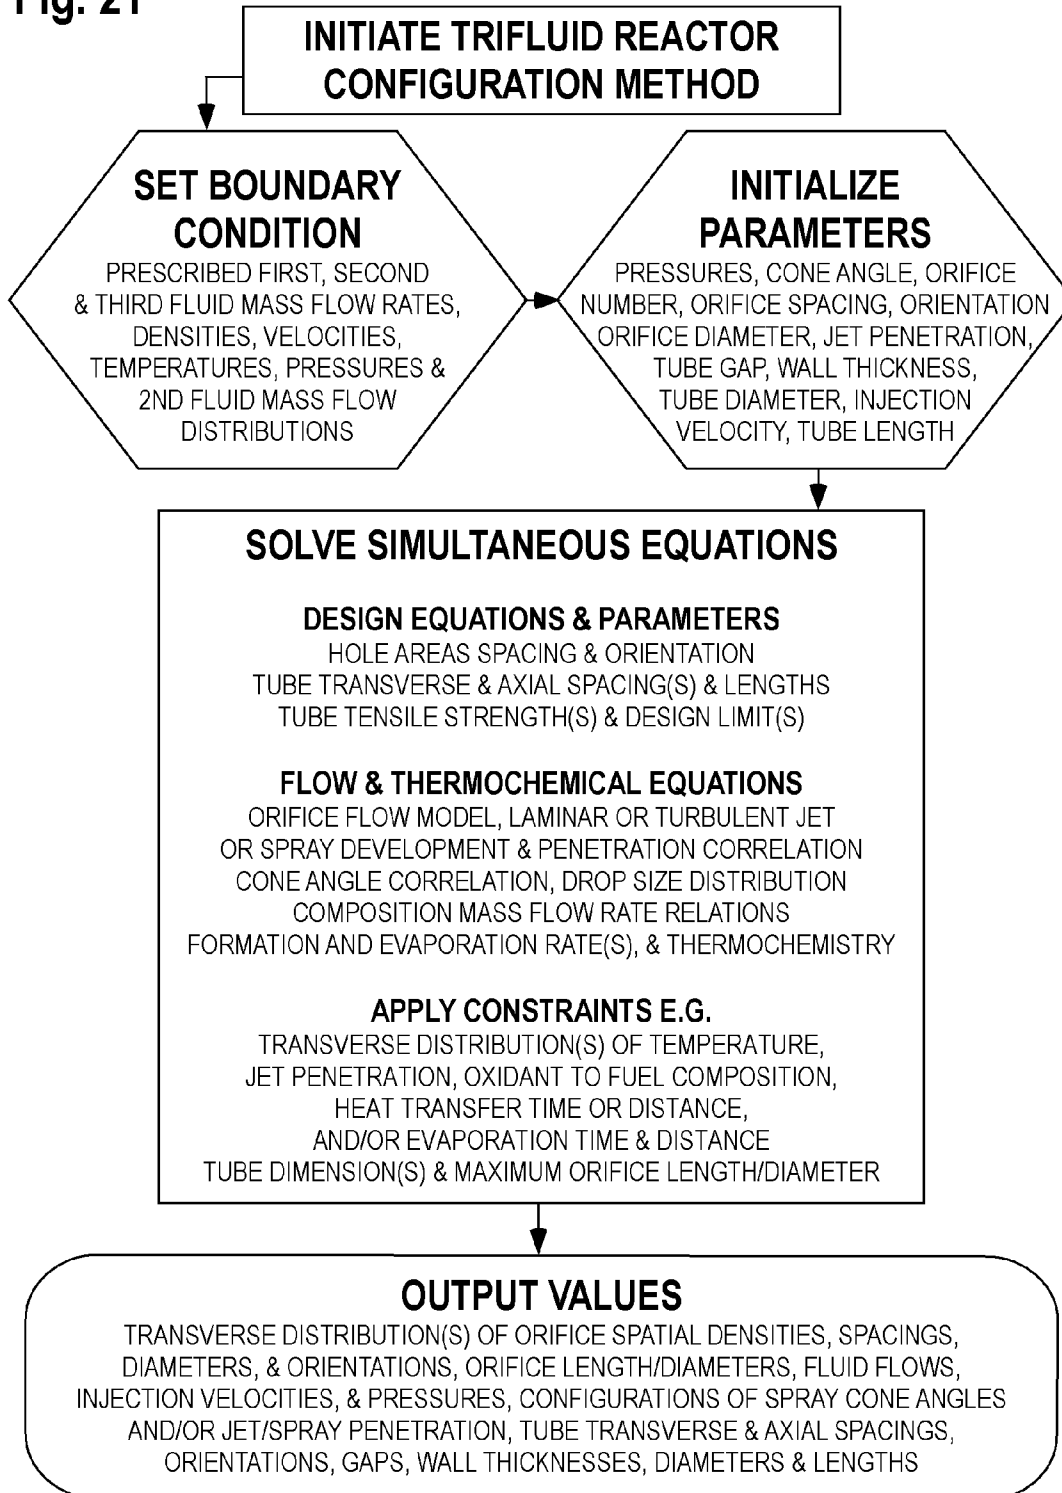 Fig. 21
INITIATE TRIFLUID REACTOR
CONFIGURATION METHOD
SET BOUNDARY
CONDITION
PRESCRIBED FIRST, SECOND
& THIRD FLUID MASS FLOW RATES,
DENSITIES, VELOCITIES,
TEMPERATURES, PRESSURES &
2ND FLUID MASS FLOW
DISTRIBUTIONS
INITIALIZE
PARAMETERS
PRESSURES, CONE ANGLE, ORIFICE
NUMBER, ORIFICE SPACING, ORIENTATION
ORIFICE DIAMETER, JET PENETRATION,
TUBE GAP, WALL THICKNESS,
TUBE DIAMETER, INJECTION
VELOCITY, TUBE LENGTH
SOLVE SIMULTANEOUS EQUATIONS
DESIGN EQUATIONS & PARAMETERS
HOLE AREAS SPACING & ORIENTATION
TUBE TRANSVERSE & AXIAL SPACING(S) & LENGTHS
TUBE TENSILE STRENGTH(S) & DESIGN LIMIT(S)
FLOW & THERMOCHEMICAL EQUATIONS
ORIFICE FLOW MODEL, LAMINAR OR TURBULENT JET
OR SPRAY DEVELOPMENT & PENETRATION CORRELATION
CONE ANGLE CORRELATION, DROP SIZE DISTRIBUTION
COMPOSITION MASS FLOW RATE RELATIONS
FORMATION AND EVAPORATION RATE(S), & THERMOCHEMISTRY
APPLY CONSTRAINTS E.G.
TRANSVERSE DISTRIBUTION(S) OF TEMPERATURE,
JET PENETRATION, OXIDANT TO FUEL COMPOSITION,
HEAT TRANSFER TIME OR DISTANCE,
AND/OR EVAPORATION TIME & DISTANCE
TUBE DIMENSION(S) & MAXIMUM ORIFICE LENGTH/DIAMETER
OUTPUT VALUES
TRANSVERSE DISTRIBUTION(S) OF ORIFICE SPATIAL DENSITIES, SPACINGS,
DIAMETERS, & ORIENTATIONS, ORIFICE LENGTH/DIAMETERS, FLUID FLOWS,
INJECTION VELOCITIES, & PRESSURES, CONFIGURATIONS OF SPRAY CONE ANGLES
AND/OR JET/SPRAY PENETRATION, TUBE TRANSVERSE & AXIAL SPACINGS,
ORIENTATIONS, GAPS, WALL THICKNESSES, DIAMETERS & LENGTHS